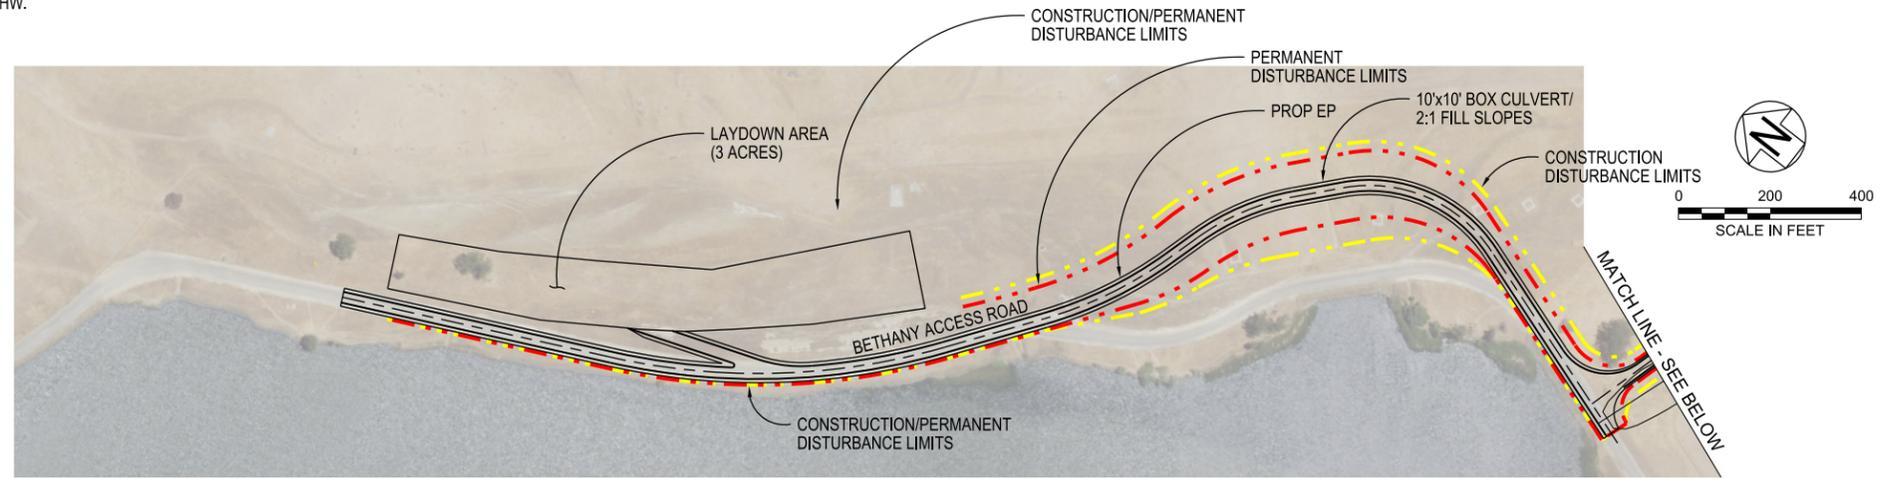 HW.
CONSTRUCTION/PERMANENT
DISTURBANCE LIMITS
PERMANENT
DISTURBANCE LIMITS
PROP EP
10'x10' BOX CULVERT/
2:1 FILL SLOPES
LAYDOWN AREA
(3 ACRES)
CONSTRUCTION
DISTURBANCE LIMITS
N
0 200 400
SCALE IN FEET
BETHANY ACCESS ROAD
MATCH LINE - SEE BELOW
CONSTRUCTION/PERMANENT
DISTURBANCE LIMITS